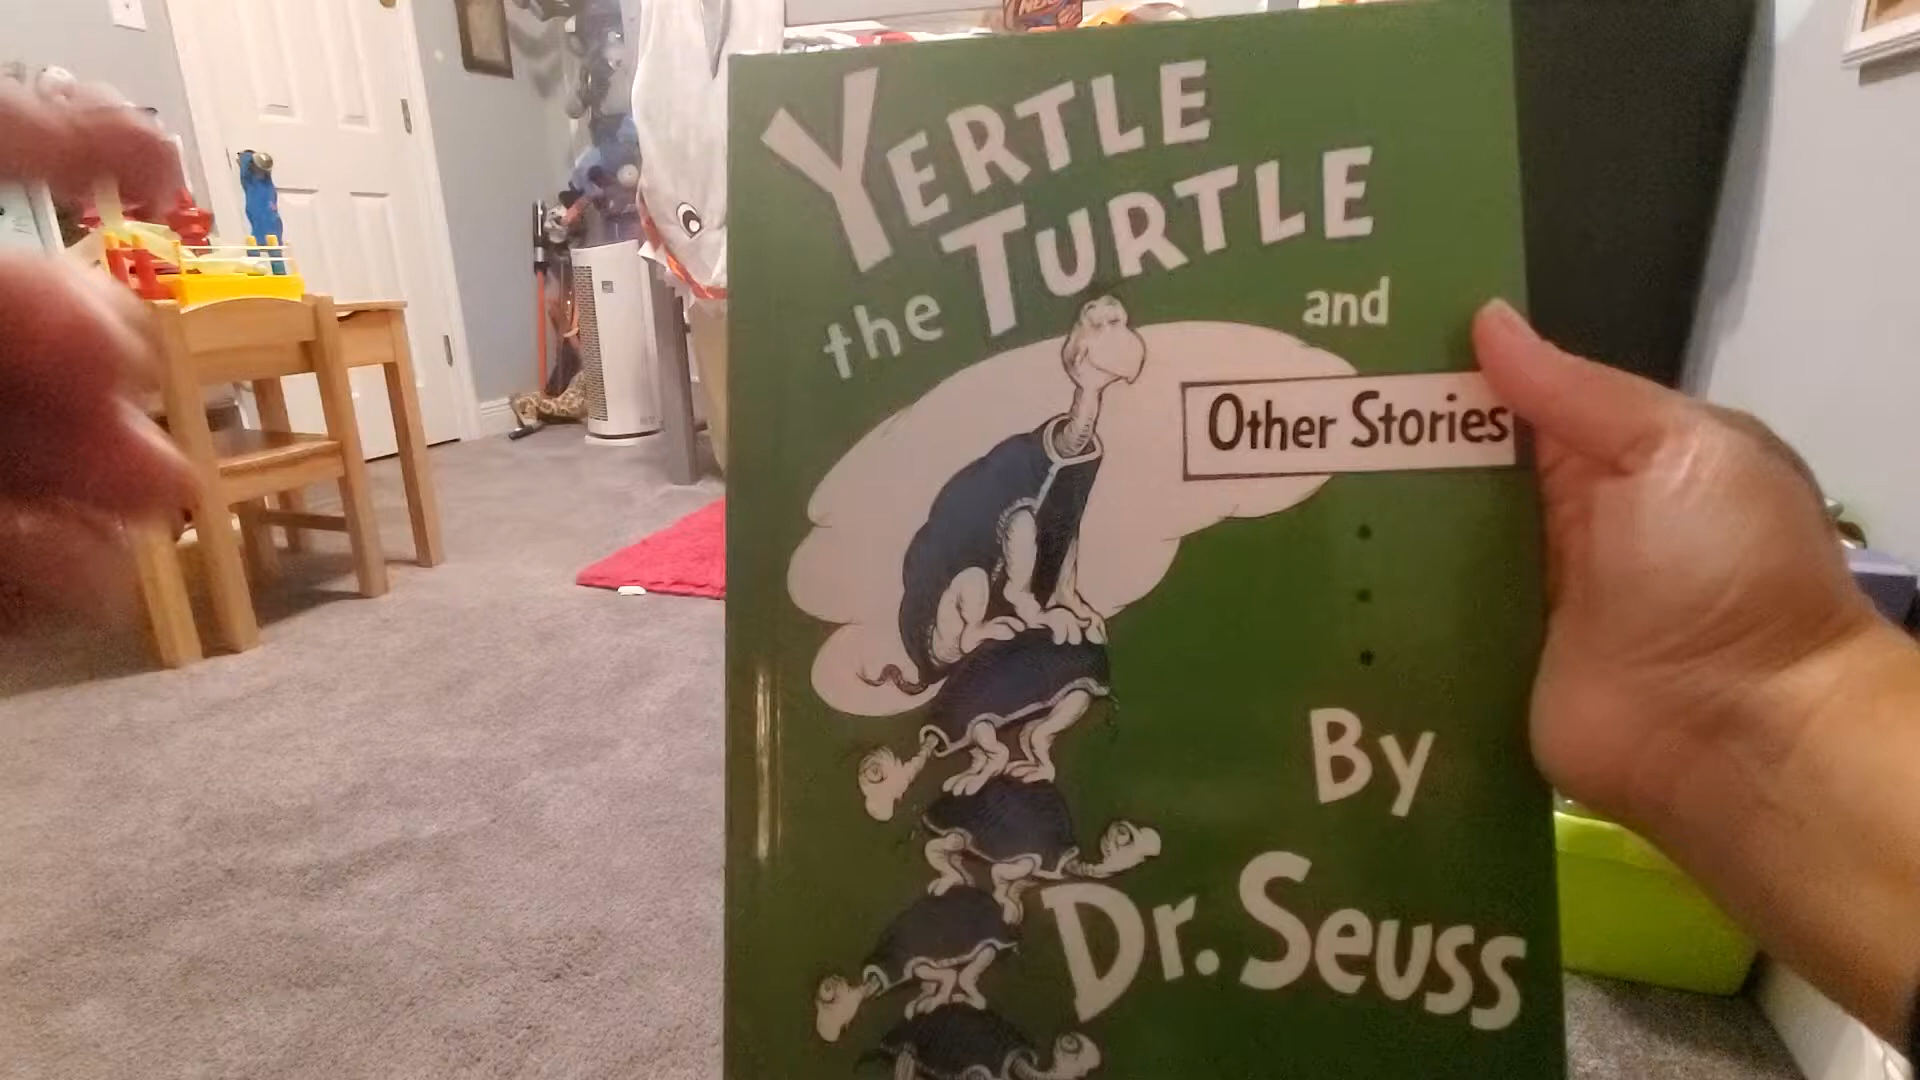 YERTLE
the TURTLE
and
Other Stories
By
Dr. Seuss